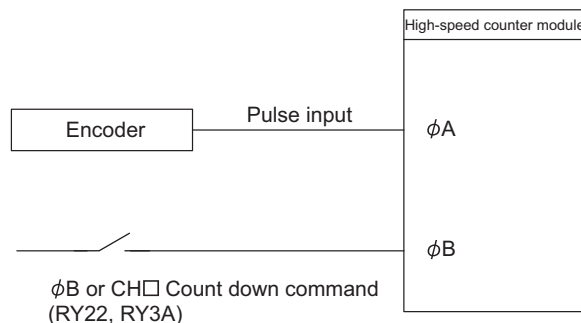 High-speed counter module
Pulse input
Encoder
ϕA
ϕB
ϕB or CH□ Count down command
(RY22, RY3A)